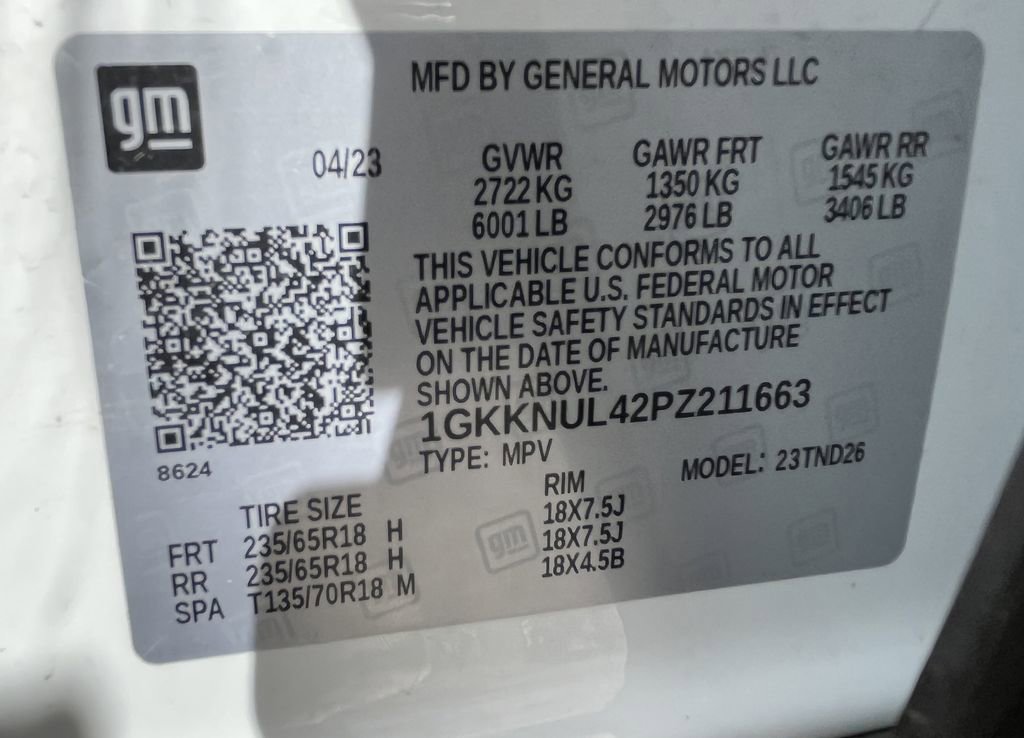 gm
MFD BY GENERAL MOTORS LLC
04/23
GVWR GAWR FRT GAWR RR
2722 KG 1350 KG 1545 KG
6001 LB 2976 LB 3406 LB
THIS VEHICLE CONFORMS TO ALL
APPLICABLE U.S. FEDERAL MOTOR
VEHICLE SAFETY STANDARDS IN EFFECT
ON THE DATE OF MANUFACTURE
SHOWN ABOVE.
1GKKNUL42PZ211663
TYPE: MPV MODEL: 23TND26
8624
TIRE SIZE RIM
FRT 235/65R18 H 18X7.5J
RR 235/65R18 H 18X7.5J
SPA T135/70R18 M 18X4.5B
gm